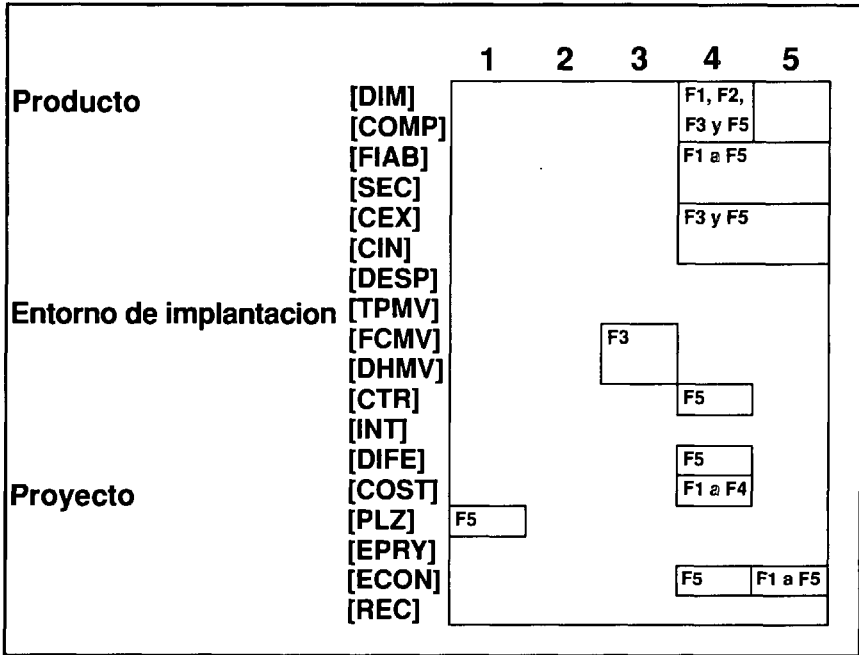 1 2 3 4 5
Producto [DIM] F1, F2,
[COMP] F3 y F5
[FIAB] F1 a F5
[SEC]
[CEX] F3 y F5
[CIN]
[DESP]
Entorno de implantacion [TPMV]
[FCMV] F3
[DHMV]
[CTR] F5
[INT]
[DIFE] F5
Proyecto [COST] F1 a F4
[PLZ] F5
[EPRY]
[ECON] F5 F1 a F5
[REC]